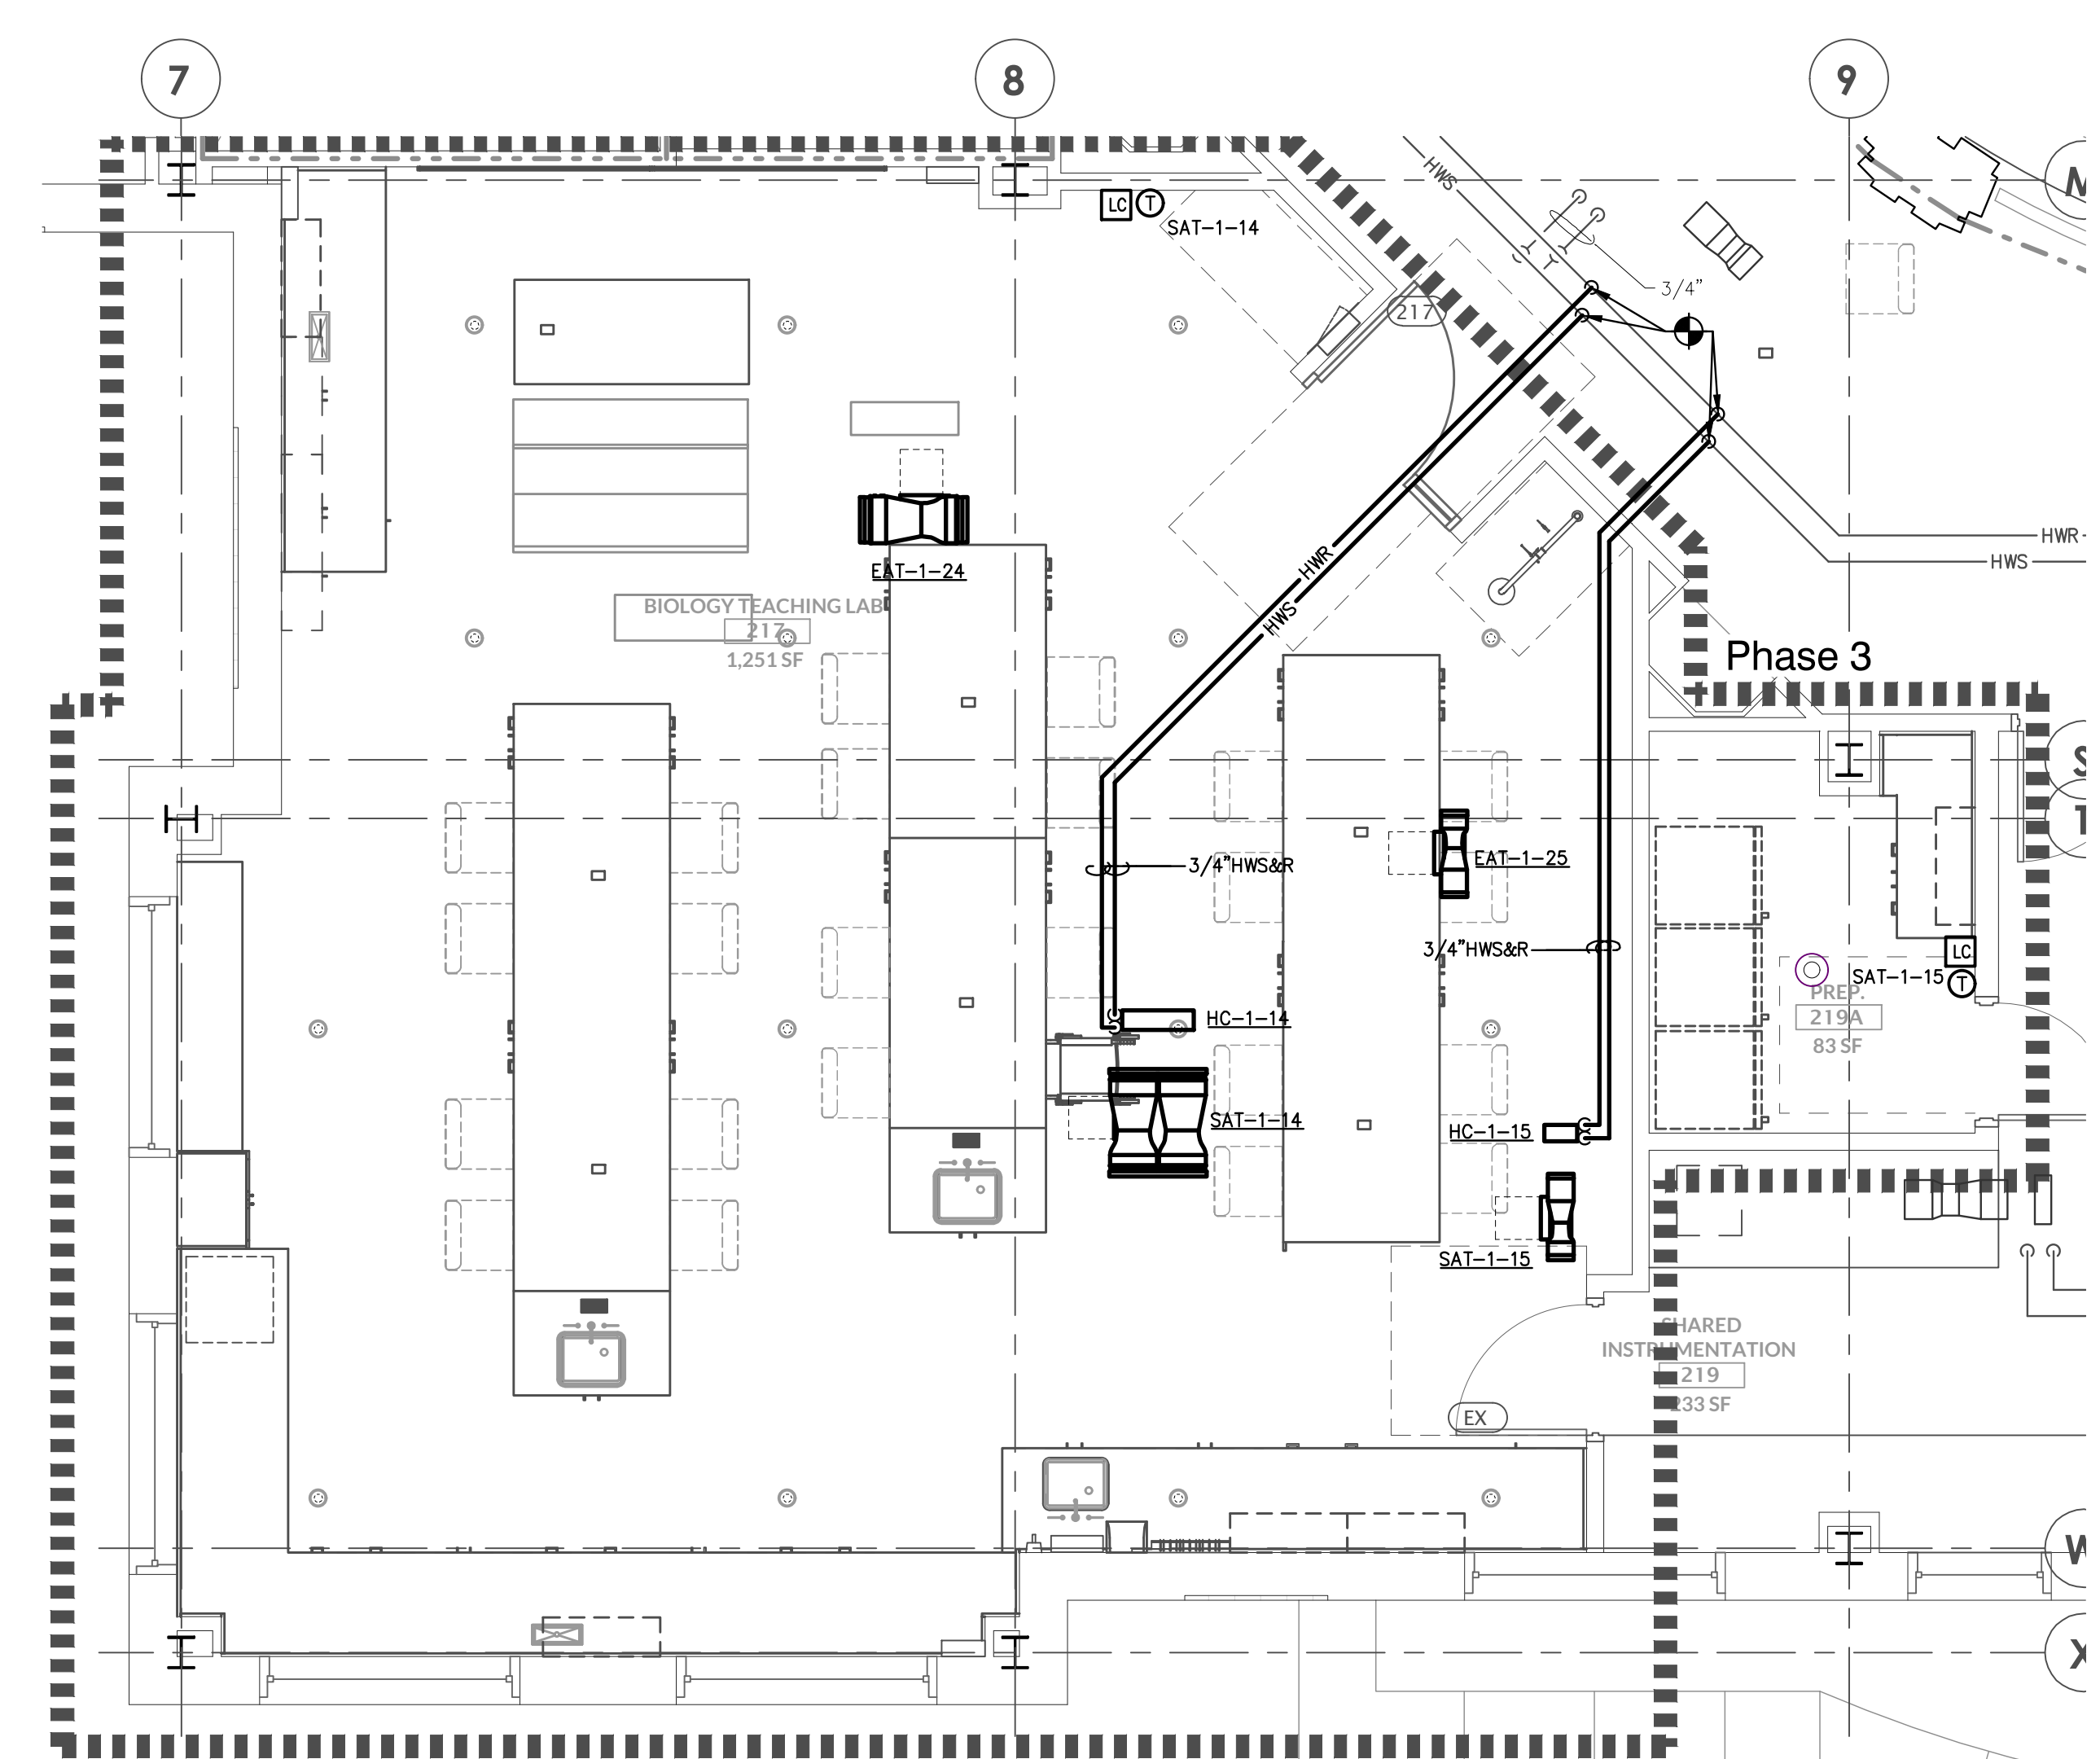 7
8
9
M
HWS
LC
T
SAT-1-14
3/4"
217
HWR
HWS
HWR
HWS
EAT-1-24
BIOLOGY TEACHING LAB
217
1,251 SF
Phase 3
S
T
3/4"HWS&R
EAT-1-25
3/4"HWS&R
LC
SAT-1-15
T
PREP.
219A
83 SF
HC-1-14
SAT-1-14
HC-1-15
SAT-1-15
SHARED
INSTRUMENTATION
219
233 SF
EX
W
X